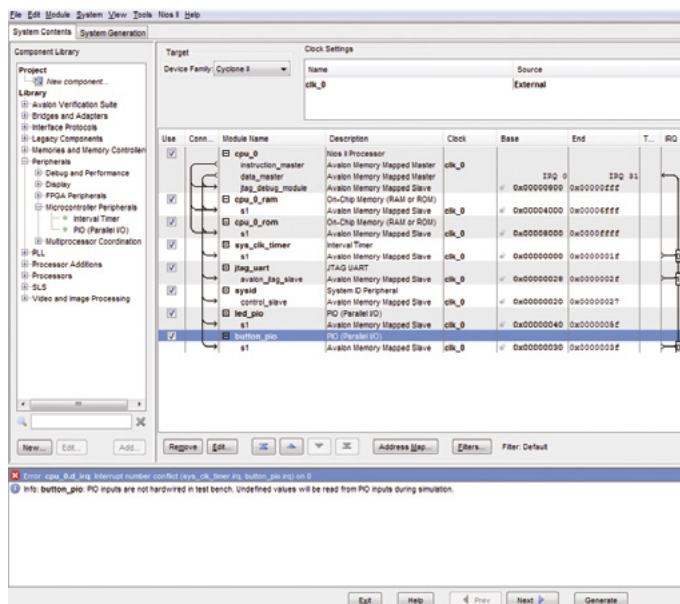 File Edit Module System View Tools Nios II Help
System Contents System Generation
Component Library
Project
New component...
Library
Avalon Verification Suite
Bridges and Adapters
Interface Protocols
Legacy Components
Memories and Memory Controllers
Peripherals
Debug and Performance
Display
FPGA Peripherals
Microcontroller Peripherals
Interval Timer
PIO (Parallel I/O)
Multiprocessor Coordination
PLL
Processor Additions
Processors
SLS
Video and Image Processing
New... Edit... Add...
Target
Device Family: Cyclone II
Clock Settings
Name Source
clk_0 External
Use Conn... Module Name Description Clock Base End T... IRQ
cpu_0 Nios II Processor
instruction_master Avalon Memory Mapped Master clk_0
data_master Avalon Memory Mapped Master IRQ 0 IRQ 31
jtag_debug_module Avalon Memory Mapped Slave 0x00000800 0x00000fff
cpu_0_ram On-Chip Memory (RAM or ROM)
s1 Avalon Memory Mapped Slave clk_0 0x00004000 0x00006fff
cpu_0_rom On-Chip Memory (RAM or ROM)
s1 Avalon Memory Mapped Slave clk_0 0x00008000 0x0000ffff
sys_clk_timer Interval Timer
s1 Avalon Memory Mapped Slave clk_0 0x00000000 0x0000001f
jtag_uart JTAG UART
avalon_jtag_slave Avalon Memory Mapped Slave clk_0 0x00000028 0x0000002f
sysid System ID Peripheral
control_slave Avalon Memory Mapped Slave clk_0 0x00000020 0x00000027
led_pio PIO (Parallel I/O)
s1 Avalon Memory Mapped Slave clk_0 0x00000040 0x0000005f
button_pio PIO (Parallel I/O)
s1 Avalon Memory Mapped Slave clk_0 0x00000030 0x0000003f
Remove Edit... Address Map... Filters... Filter: Default
Error: cpu_0.d_irq: Interrupt number conflict (sys_clk_timer.irq, button_pio.irq) on 0
Info: button_pio: PIO inputs are not hardwired in test bench. Undefined values will be read from PIO inputs during simulation.
Exit Help Prev Next Generate